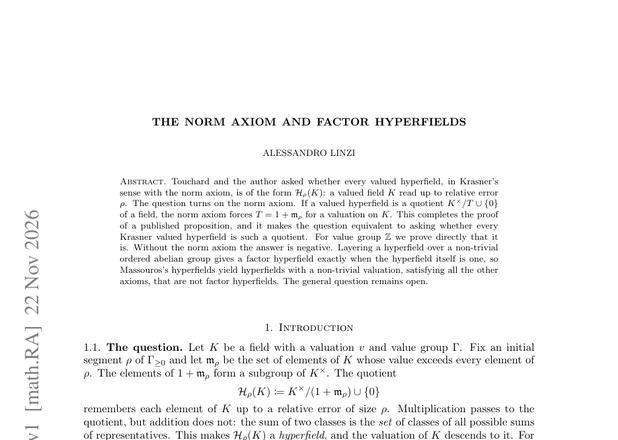 THE NORM AXIOM AND FACTOR HYPERFIELDS
ALESSANDRO LINZI
Abstract. Touchard and the author asked whether every valued hyperfield, in Krasner's
sense with the norm axiom, is of the form ℋρ(K): a valued field K read up to relative error
ρ. The question turns on the norm axiom. If a valued hyperfield is a quotient K×/T ∪ {0}
of a field, the norm axiom forces T = 1 + 𝔪ρ for a valuation on K. This completes the proof
of a published proposition, and it makes the question equivalent to asking whether every
Krasner valued hyperfield is such a quotient. For value group ℤ we prove directly that it
is. Without the norm axiom the answer is negative. Layering a hyperfield over a non-trivial
ordered abelian group gives a factor hyperfield exactly when the hyperfield itself is one, so
Massouros's hyperfields yield hyperfields with a non-trivial valuation, satisfying all the other
axioms, that are not factor hyperfields. The general question remains open.
1. Introduction
1.1. The question. Let K be a field with a valuation v and value group Γ. Fix an initial
segment ρ of Γ≥0 and let 𝔪ρ be the set of elements of K whose value exceeds every element of
ρ. The elements of 1 + 𝔪ρ form a subgroup of K×. The quotient
ℋρ(K) ≔ K×/(1 + 𝔪ρ) ∪ {0}
remembers each element of K up to a relative error of size ρ. Multiplication passes to the
quotient, but addition does not: the sum of two classes is the set of classes of all possible sums
of representatives. This makes ℋρ(K) a hyperfield, and the valuation of K descends to it. For
v1 [math.RA] 22 Nov 2026